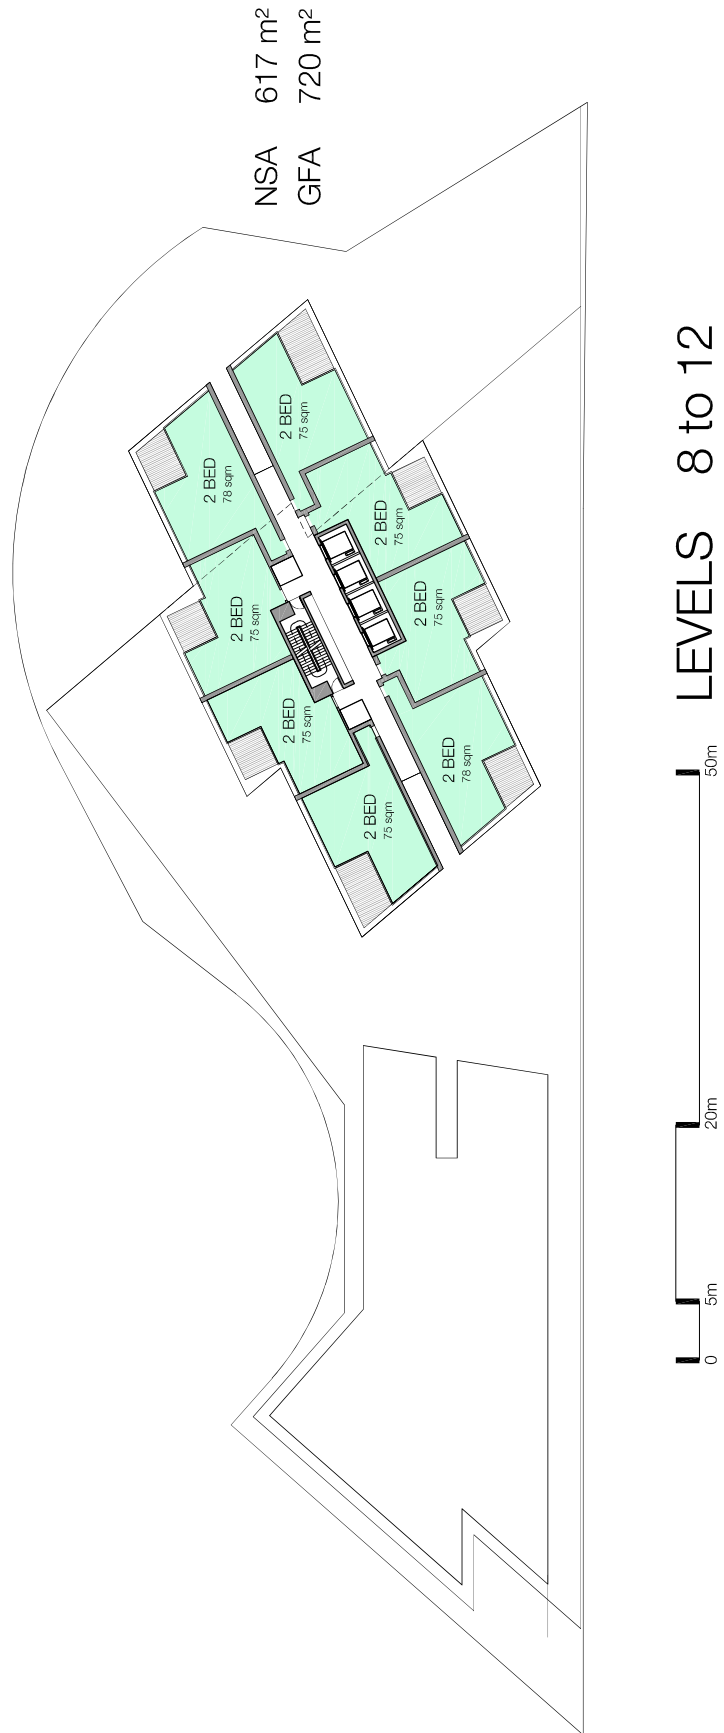 NSA 617 m²
GFA 720 m²
2 BED
78 sqm
2 BED
75 sqm
2 BED
75 sqm
2 BED
75 sqm
2 BED
75 sqm
2 BED
75 sqm
2 BED
75 sqm
2 BED
78 sqm
LEVELS 8 to 12
0
5m
20m
50m